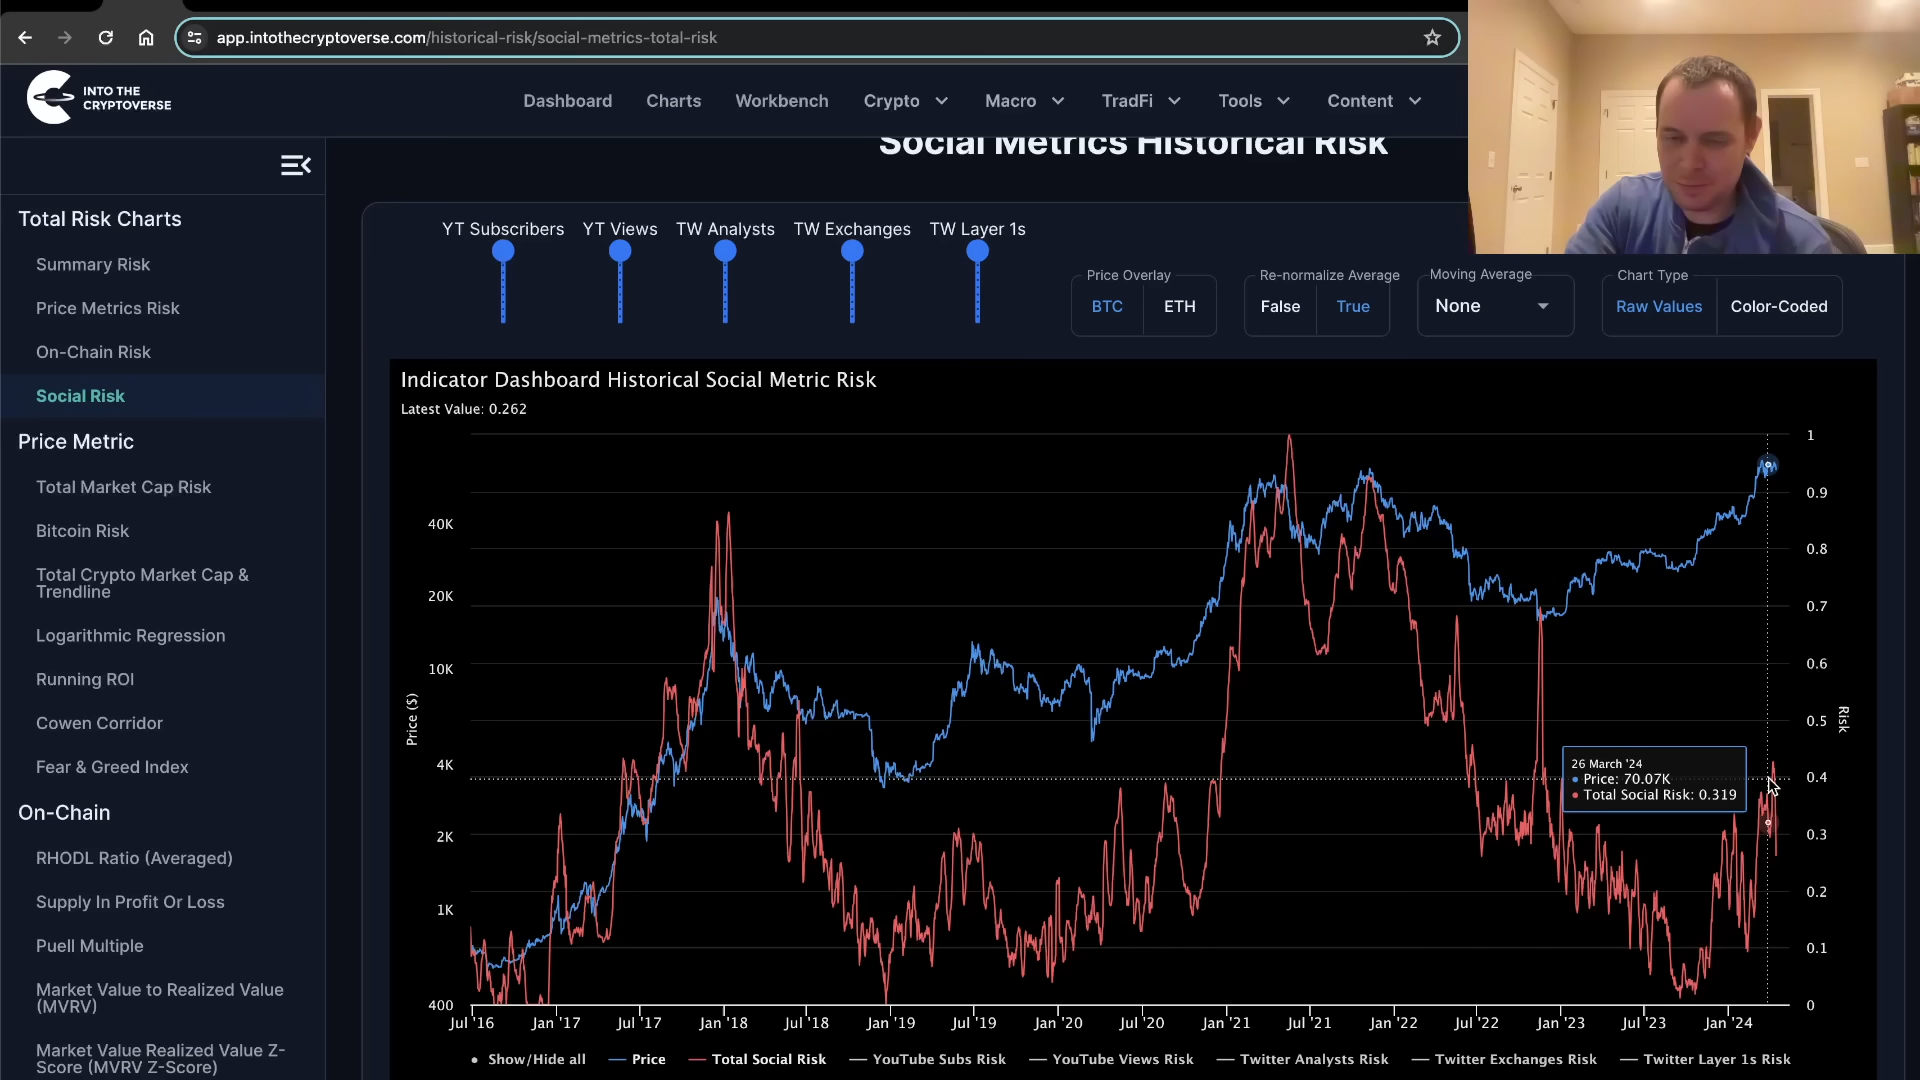 app.intothecryptoverse.com/historical-risk/social-metrics-total-risk
INTO THE
CRYPTOVERSE
Dashboard
Charts
Workbench
Crypto
Macro
TradFi
Tools
Content
Social Metrics Historical Risk
Total Risk Charts
Summary Risk
Price Metrics Risk
On-Chain Risk
Social Risk
Price Metric
Total Market Cap Risk
Bitcoin Risk
Total Crypto Market Cap &
Trendline
Logarithmic Regression
Running ROI
Cowen Corridor
Fear & Greed Index
On-Chain
RHODL Ratio (Averaged)
Supply In Profit Or Loss
Puell Multiple
Market Value to Realized Value
(MVRV)
Market Value Realized Value Z-
Score (MVRV Z-Score)
YT Subscribers
YT Views
TW Analysts
TW Exchanges
TW Layer 1s
Price Overlay
BTC
ETH
Re-normalize Average
False
True
Moving Average
None
Chart Type
Raw Values
Color-Coded
Indicator Dashboard Historical Social Metric Risk
Latest Value: 0.262
40K
20K
10K
4K
2K
1K
400
Price ($)
1
0.9
0.8
0.7
0.6
0.5
0.4
0.3
0.2
0.1
0
Risk
26 March '24
Price: 70.07K
Total Social Risk: 0.319
Jul '16
Jan '17
Jul '17
Jan '18
Jul '18
Jan '19
Jul '19
Jan '20
Jul '20
Jan '21
Jul '21
Jan '22
Jul '22
Jan '23
Jul '23
Jan '24
Show/Hide all
Price
Total Social Risk
YouTube Subs Risk
YouTube Views Risk
Twitter Analysts Risk
Twitter Exchanges Risk
Twitter Layer 1s Risk